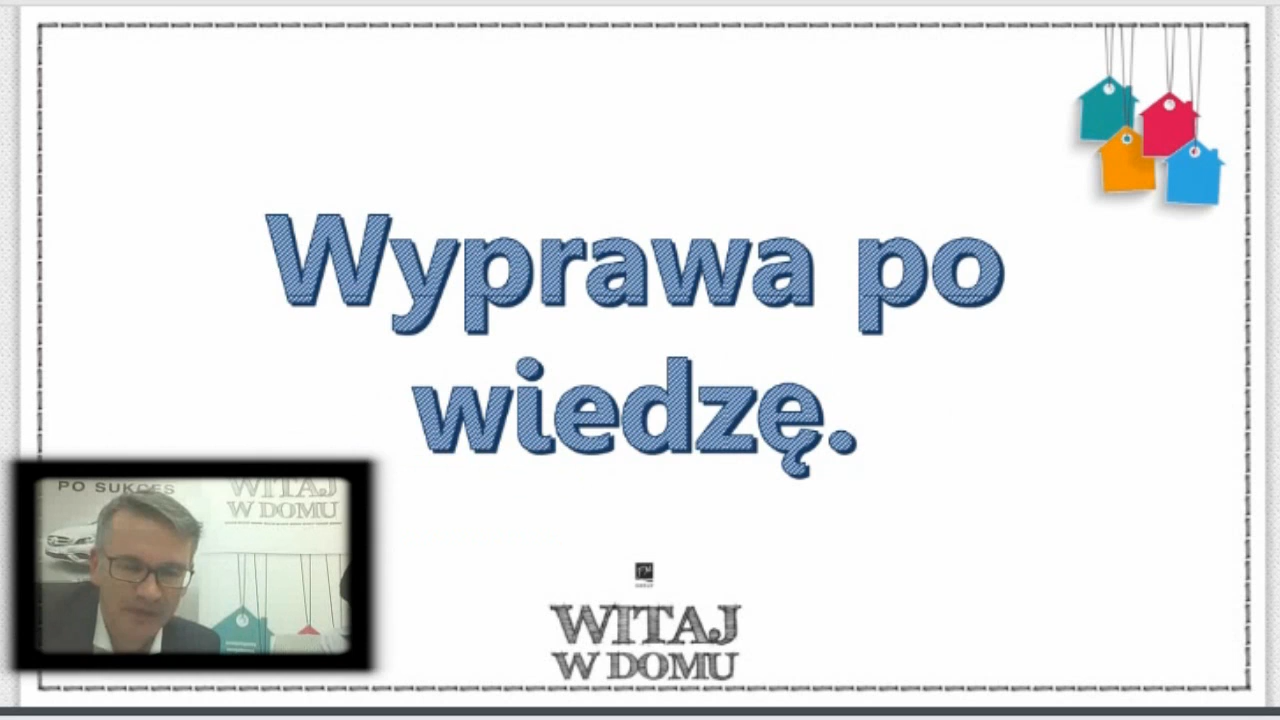 Wyprawa po
wiedzę.
PO SUKCES
WITAJ
W DOMU
WITAJ
W DOMU